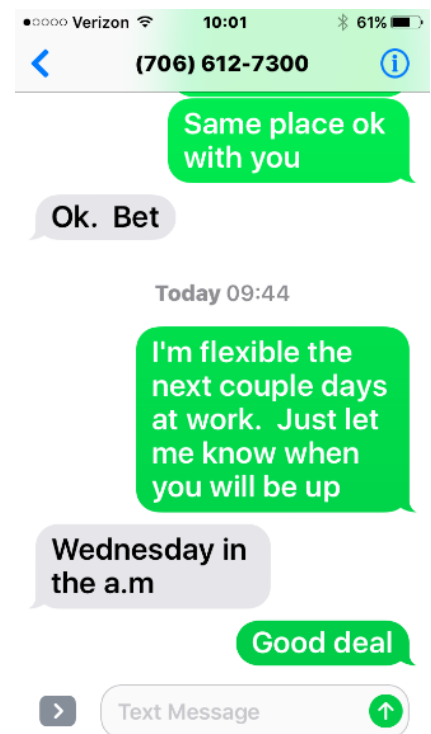 Verizon 10:01 61%
(706) 612-7300
Same place ok
with you
Ok. Bet
Today 09:44
I'm flexible the
next couple days
at work. Just let
me know when
you will be up
Wednesday in
the a.m
Good deal
Text Message